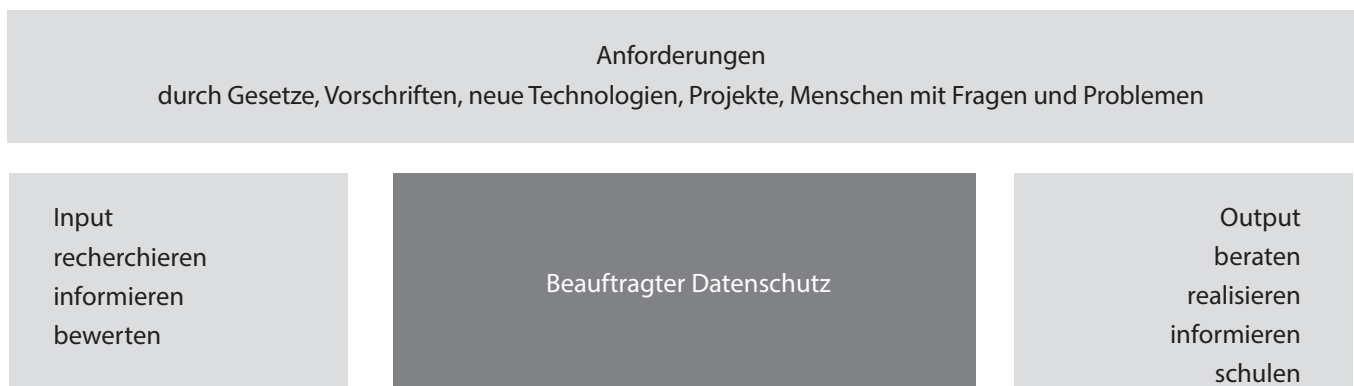 Anforderungen
durch Gesetze, Vorschriften, neue Technologien, Projekte, Menschen mit Fragen und Problemen
Input
recherchieren
informieren
bewerten
Beauftragter Datenschutz
Output
beraten
realisieren
informieren
schulen